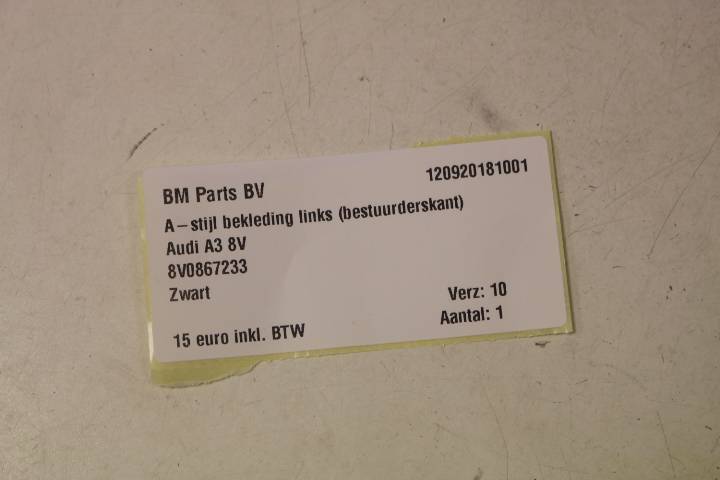 BM Parts BV
120920181001
A-stijl bekleding links (bestuurderskant)
Audi A3 8V
8V0867233
Zwart
Verz: 10
Aantal: 1
15 euro inkl. BTW